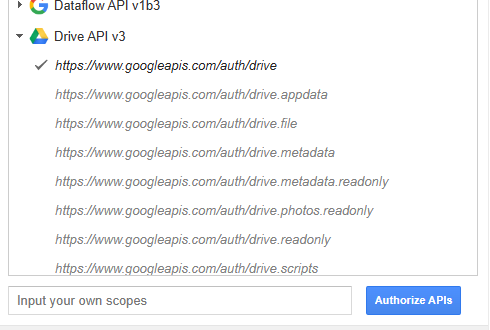 Dataflow API v1b3
Drive API v3
https://www.googleapis.com/auth/drive
https://www.googleapis.com/auth/drive.appdata
https://www.googleapis.com/auth/drive.file
https://www.googleapis.com/auth/drive.metadata
https://www.googleapis.com/auth/drive.metadata.readonly
https://www.googleapis.com/auth/drive.photos.readonly
https://www.googleapis.com/auth/drive.readonly
https://www.googleapis.com/auth/drive.scripts
Input your own scopes
Authorize APIs